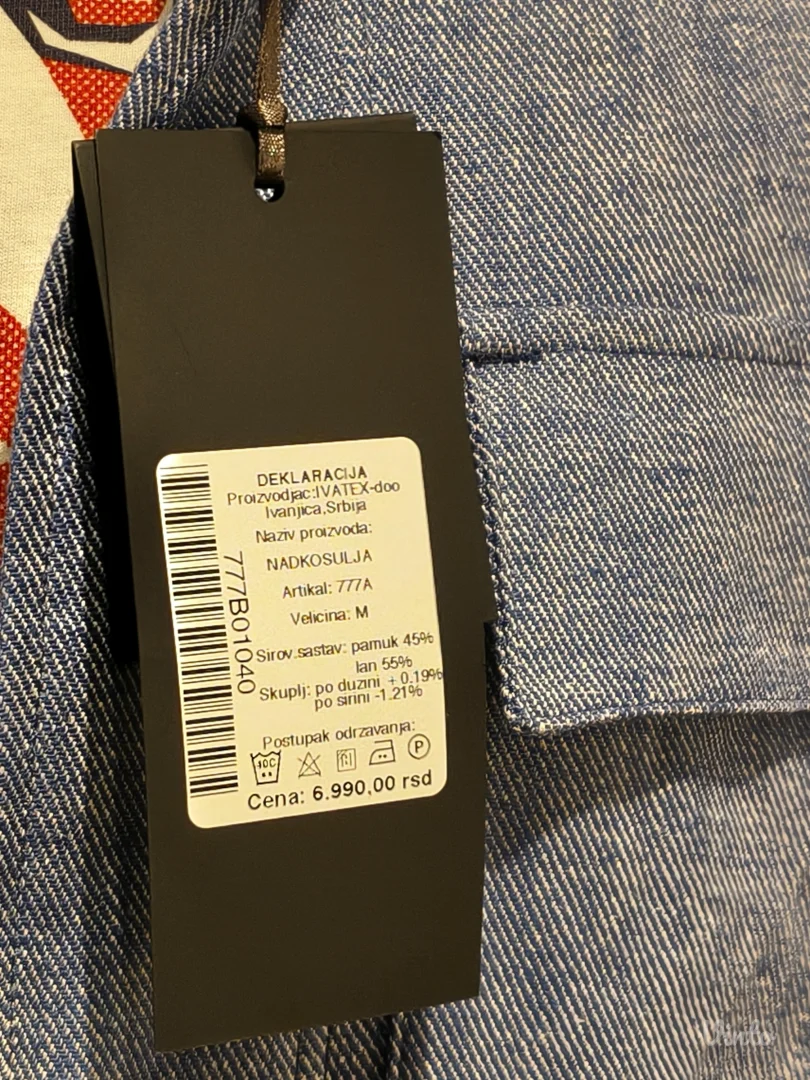 DEKLARACIJA
Proizvodjac:IVATEX-doo
Ivanjica,Srbija
Naziv proizvoda:
NADKOSULJA
Artikal: 777A
Velicina: M
Sirov.sastav: pamuk 45%
lan 55%
Skuplj: po duzini +0.19%
po sirini -1.21%
Postupak odrzavanja:
40C
P
Cena: 6.990,00 rsd
777B01040